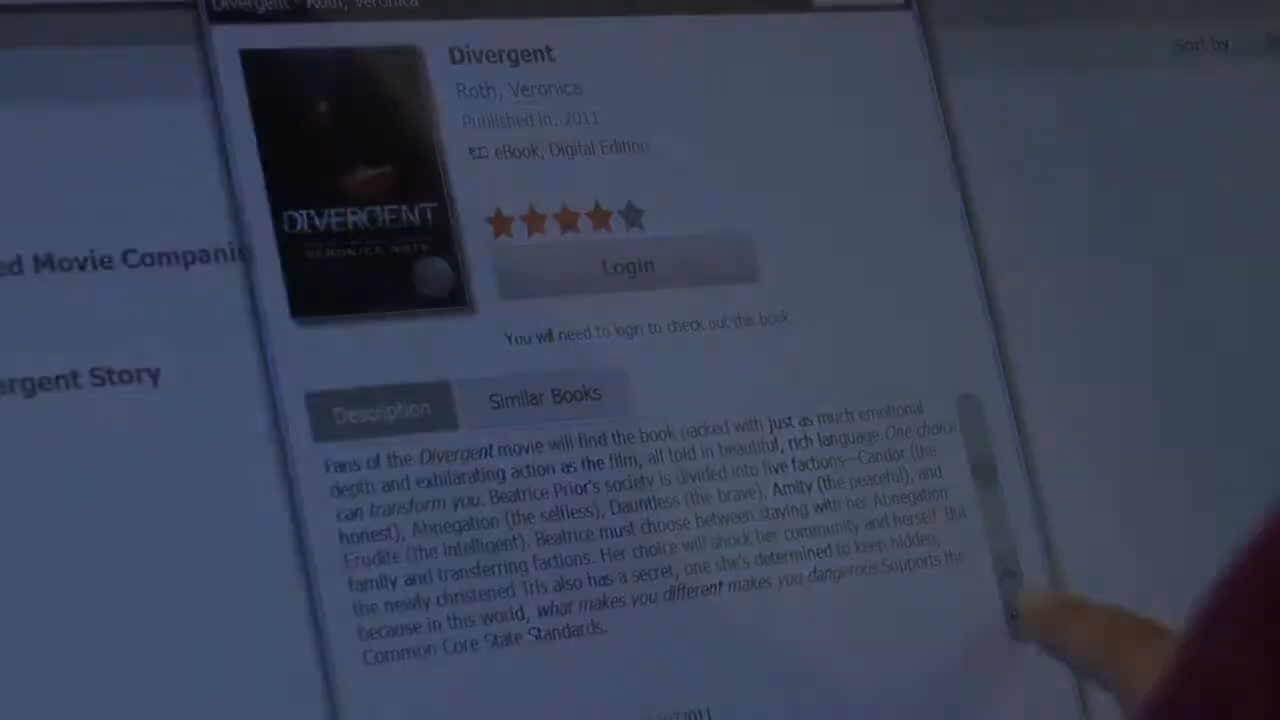 Divergent - Roth, Veronica
Sort by
Divergent
Roth, Veronica
Published in, 2011
eBook, Digital Edition
DIVERGENT
VERONICA ROTH
Login
You will need to login to check out this book.
ed Movie Compani
ergent Story
Description
Similar Books
Fans of the Divergent movie will find the book packed with just as much emotional
depth and exhilarating action as the film, all told in beautiful, rich language. One choice
can transform you. Beatrice Prior's society is divided into five factions—Candor (the
honest), Abnegation (the selfless), Dauntless (the brave), Amity (the peaceful), and
Erudite (the intelligent). Beatrice must choose between staying with her Abnegation
family and transferring factions. Her choice will shock her community and herself. But
the newly christened Tris also has a secret, one she's determined to keep hidden,
because in this world, what makes you different makes you dangerous.Supports the
Common Core State Standards.